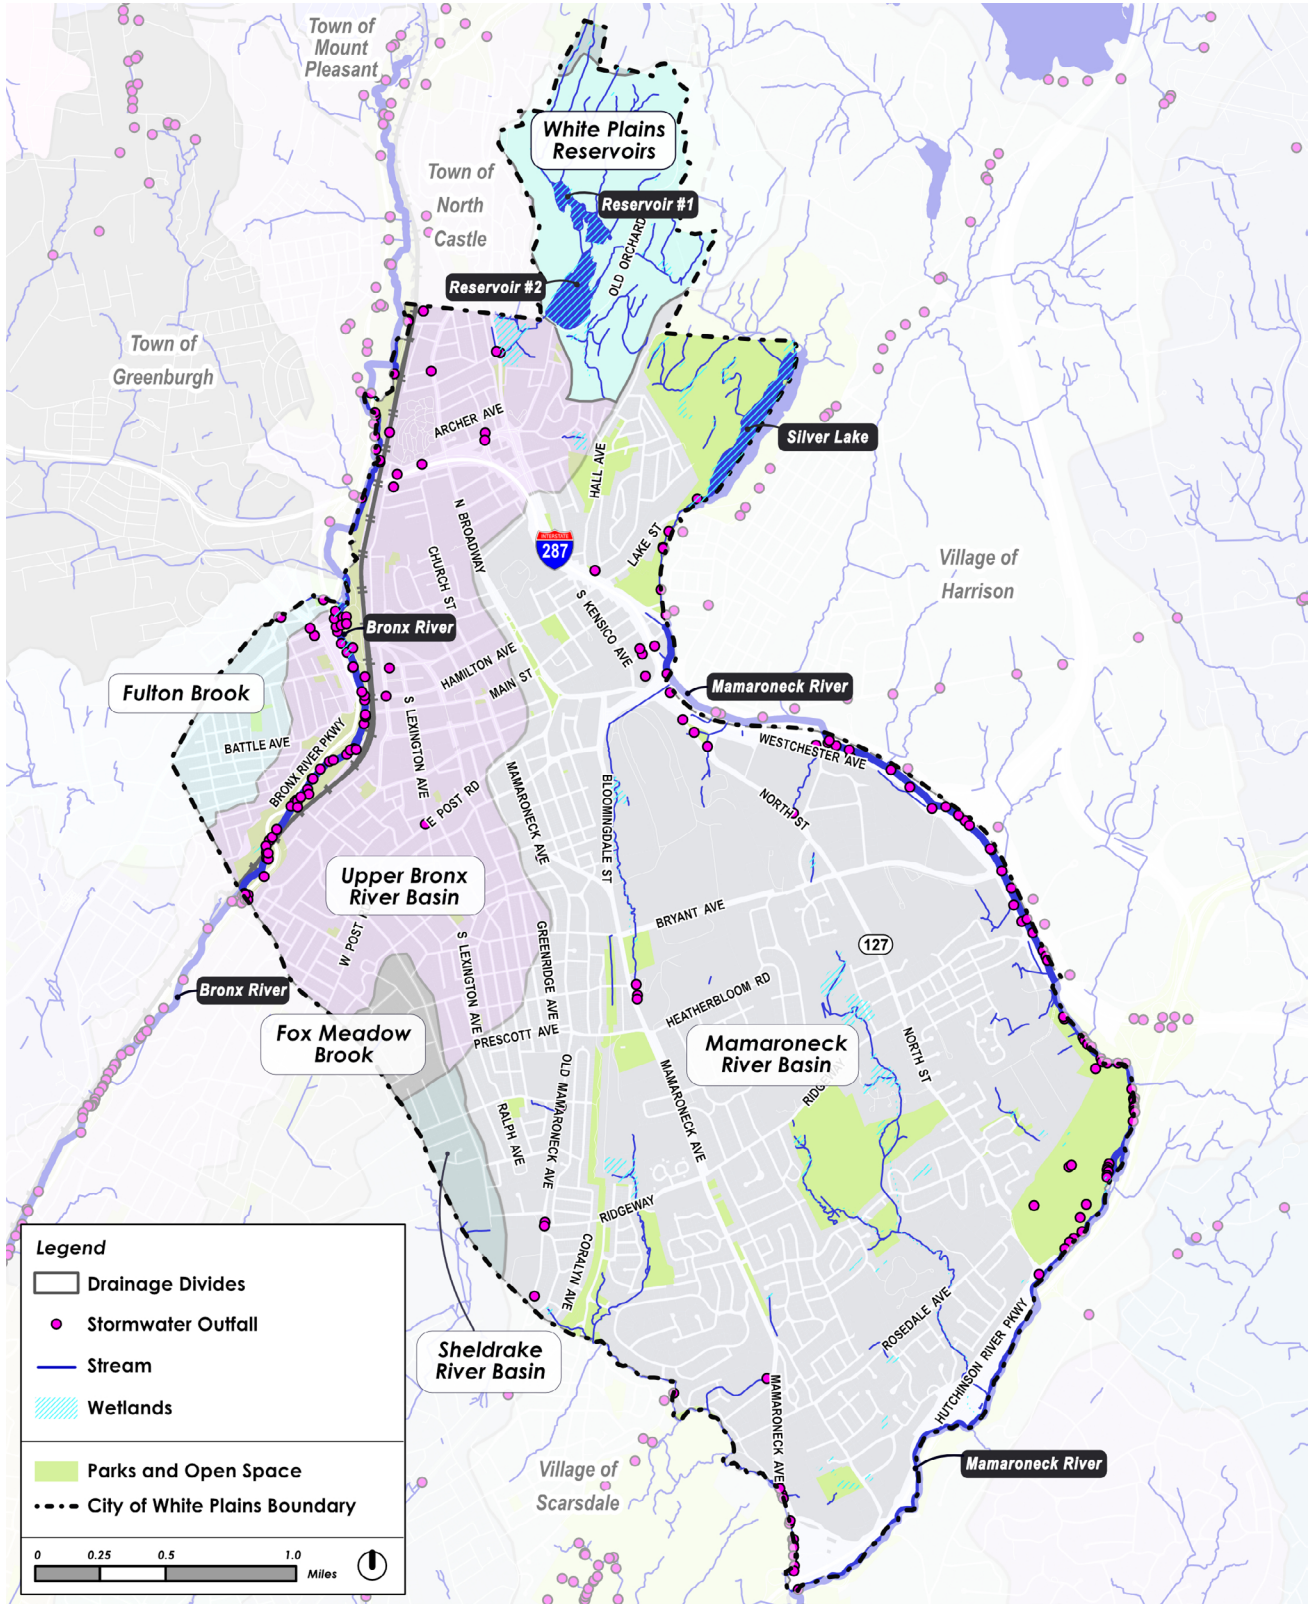 Town of
Mount
Pleasant
White Plains
Reservoirs
Town of
North
Castle
Reservoir #1
OLD ORCHARD
Reservoir #2
Town of
Greenburgh
ARCHER AVE
Silver Lake
HALL AVE
N BROADWAY
LAKE ST
INTERSTATE
287
Village of
Harrison
CHURCH ST
S KENSICO AVE
Bronx River
HAMILTON AVE
MAIN ST
Fulton Brook
Mamaroneck River
S LEXINGTON AVE
BATTLE AVE
BRONX RIVER PKWY
WESTCHESTER AVE
MAMARONECK AVE
BLOOMINGDALE ST
NORTH ST
E POST RD
Upper Bronx
River Basin
BRYANT AVE
W POST
127
GREENRIDGE AVE
S LEXINGTON AVE
Bronx River
HEATHERBLOOM RD
Fox Meadow
Brook
PRESCOTT AVE
Mamaroneck
River Basin
NORTH ST
OLD MAMARONECK AVE
MAMARONECK AVE
RALPH AVE
RIDGEWAY
CORALYN AVE
ROSEDALE AVE
HUTCHINSON RIVER PKWY
Sheldrake
River Basin
MAMARONECK AVE
Mamaroneck River
Village of
Scarsdale
Legend
Drainage Divides
Stormwater Outfall
Stream
Wetlands
Parks and Open Space
City of White Plains Boundary
0 0.25 0.5 1.0
Miles